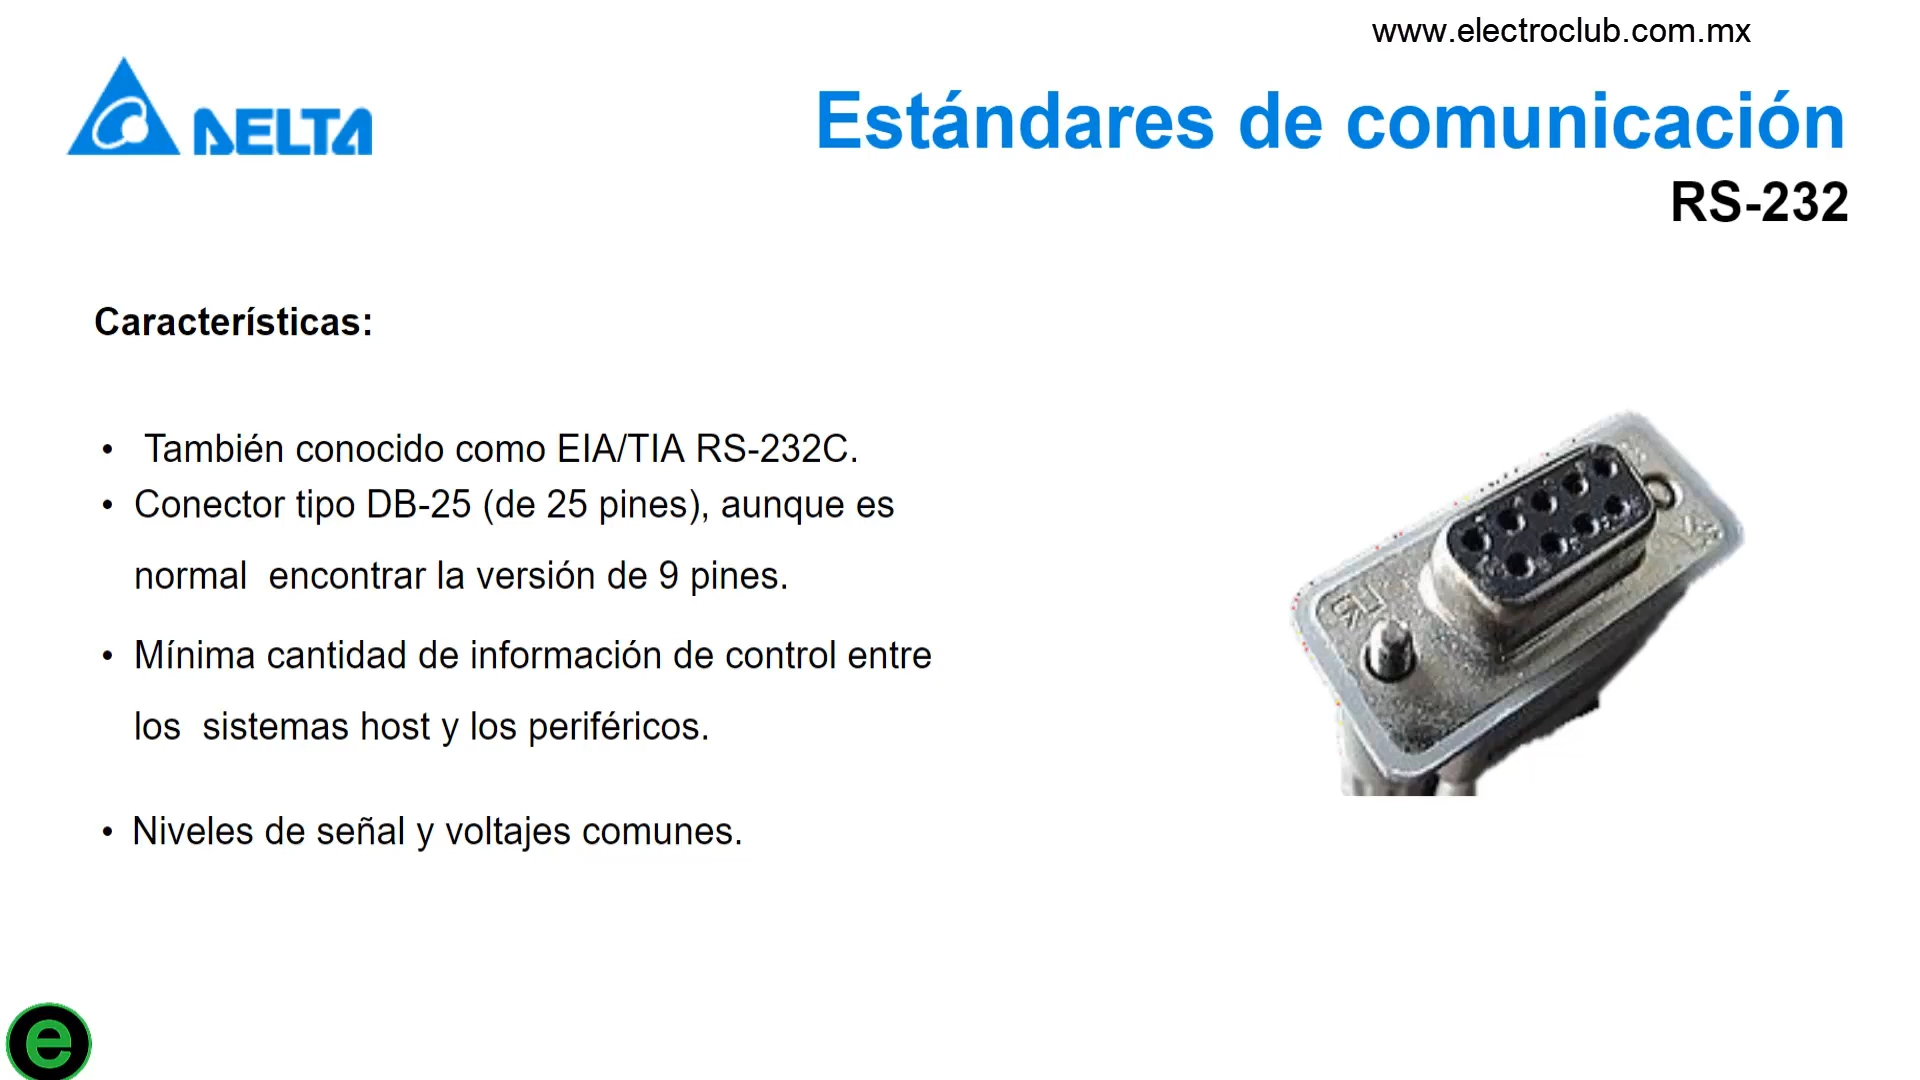 www.electroclub.com.mx
DELTA
Estándares de comunicación
RS-232
Características:
• También conocido como EIA/TIA RS-232C.
• Conector tipo DB-25 (de 25 pines), aunque es
normal encontrar la versión de 9 pines.
• Mínima cantidad de información de control entre
los sistemas host y los periféricos.
• Niveles de señal y voltajes comunes.
e